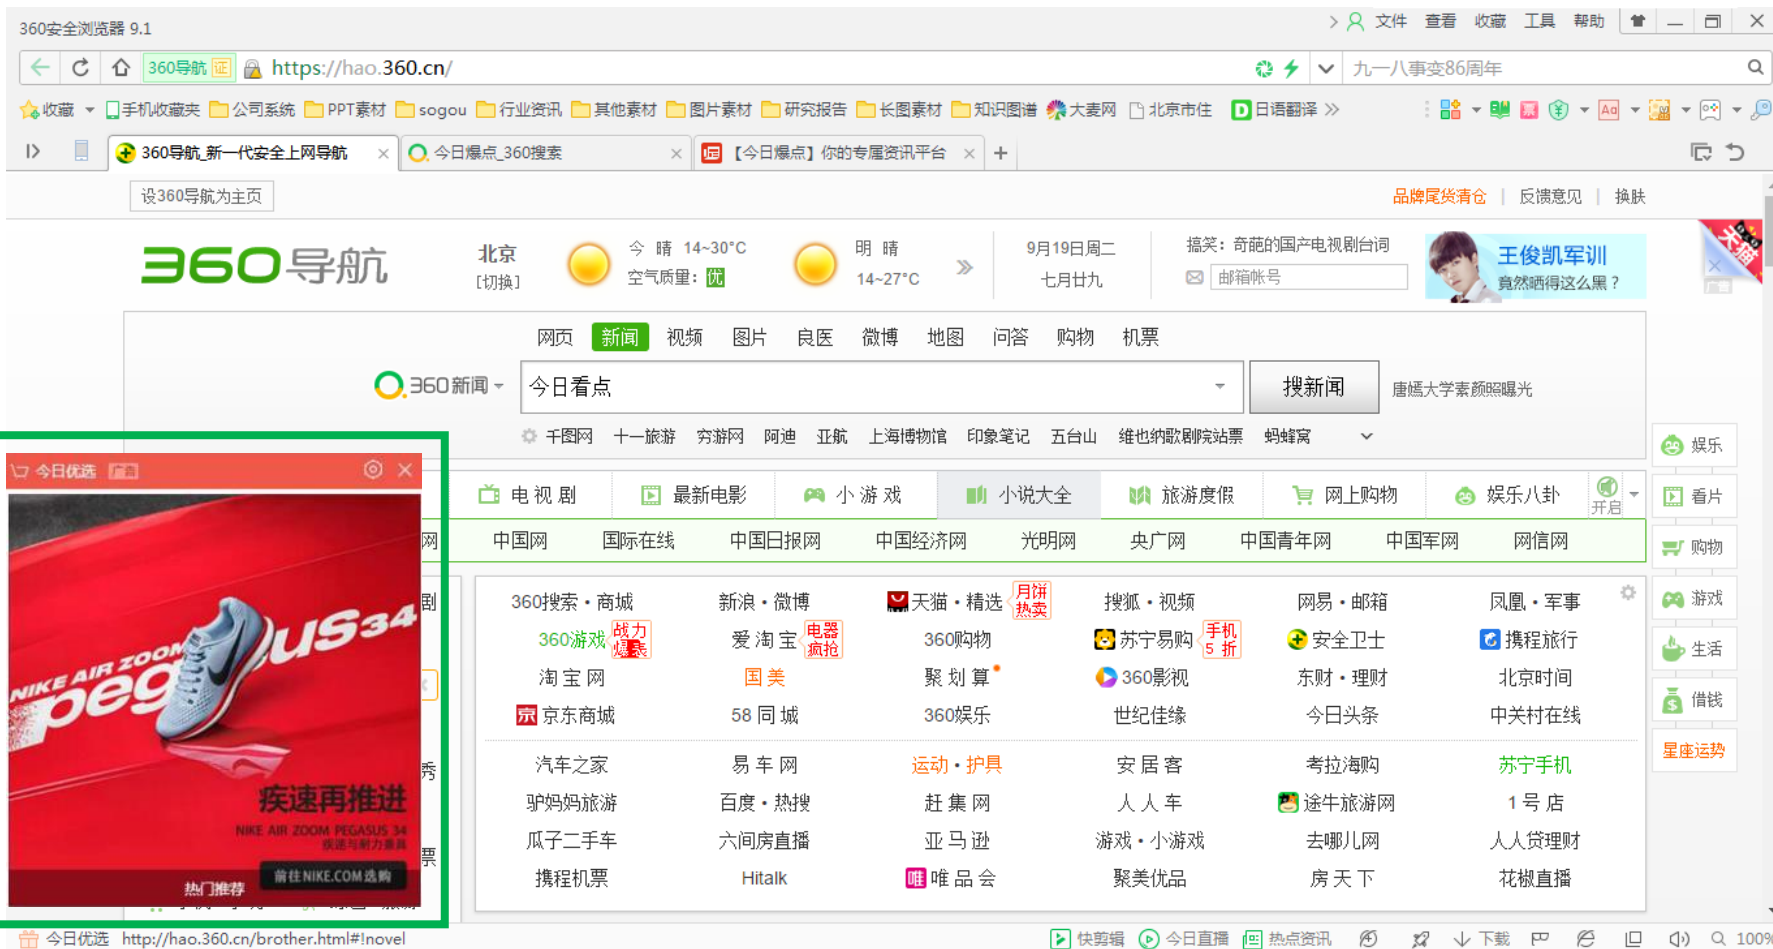 360安全浏览器 9.1
文件 查看 收藏 工具 帮助
360导航 证 https://hao.360.cn/ 九一八事变86周年
收藏 手机收藏夹 公司系统 PPT素材 sogou 行业资讯 其他素材 图片素材 研究报告 长图素材 知识图谱 大麦网 北京市住 日语翻译
360导航_新一代安全上网导航 今日爆点_360搜索 【今日爆点】你的专属资讯平台
设360导航为主页 品牌尾货清仓 反馈意见 换肤
360导航
北京 [切换]
今 晴 14~30°C
空气质量: 优
明 晴
14~27°C
9月19日周二
七月廿九
搞笑: 奇葩的国产电视剧台词
邮箱帐号
王俊凯军训
竟然晒得这么黑?
天猫
广告
网页 新闻 视频 图片 良医 微博 地图 问答 购物 机票
360新闻 今日看点 搜新闻 唐嫣大学素颜照曝光
千图网 十一旅游 穷游网 阿迪 亚航 上海博物馆 印象笔记 五台山 维也纳歌剧院站票 蚂蜂窝
今日优选 广告
电视剧 最新电影 小游戏 小说大全 旅游度假 网上购物 娱乐八卦 开启
网 中国网 国际在线 中国日报网 中国经济网 光明网 央广网 中国青年网 中国军网 网信网
剧 360搜索·商城 新浪·微博 天猫·精选 月饼热卖 搜狐·视频 网易·邮箱 凤凰·军事
360游戏 战力爆表 爱淘宝 电器疯抢 360购物 苏宁易购 手机5折 安全卫士 携程旅行
淘宝网 国美 聚划算 360影视 东财·理财 北京时间
京 京东商城 58同城 360娱乐 世纪佳缘 今日头条 中关村在线
秀 汽车之家 易车网 运动·护具 安居客 考拉海购 苏宁手机
驴妈妈旅游 百度·热搜 赶集网 人人车 途牛旅游网 1号店
票 瓜子二手车 六间房直播 亚马逊 游戏·小游戏 去哪儿网 人人贷理财
携程机票 Hitalk 唯 唯品会 聚美优品 房天下 花椒直播
娱乐
看片
购物
游戏
生活
借钱
星座运势
NIKE AIR ZOOM
PegasUS34
疾速再推进
NIKE AIR ZOOM PEGASUS 34
疾速与耐力兼具
前往NIKE.COM选购
热门推荐
今日优选 http://hao.360.cn/brother.html#!novel 快剪辑 今日直播 热点资讯 下载 100%